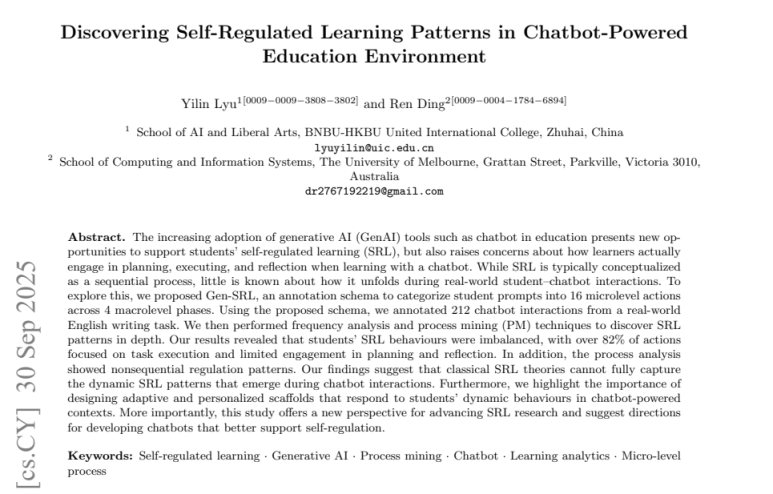 Discovering Self-Regulated Learning Patterns in Chatbot-Powered
Education Environment
Yilin Lyu1[0009−0009−3808−3802] and Ren Ding2[0009−0004−1784−6894]
1 School of AI and Liberal Arts, BNBU-HKBU United International College, Zhuhai, China
lyuyilin@uic.edu.cn
2 School of Computing and Information Systems, The University of Melbourne, Grattan Street, Parkville, Victoria 3010,
Australia
dr2767192219@gmail.com
Abstract. The increasing adoption of generative AI (GenAI) tools such as chatbot in education presents new op-
portunities to support students' self-regulated learning (SRL), but also raises concerns about how learners actually
engage in planning, executing, and reflection when learning with a chatbot. While SRL is typically conceptualized
as a sequential process, little is known about how it unfolds during real-world student–chatbot interactions. To
explore this, we proposed Gen-SRL, an annotation schema to categorize student prompts into 16 microlevel actions
across 4 macrolevel phases. Using the proposed schema, we annotated 212 chatbot interactions from a real-world
English writing task. We then performed frequency analysis and process mining (PM) techniques to discover SRL
patterns in depth. Our results revealed that students' SRL behaviours were imbalanced, with over 82% of actions
focused on task execution and limited engagement in planning and reflection. In addition, the process analysis
showed nonsequential regulation patterns. Our findings suggest that classical SRL theories cannot fully capture
the dynamic SRL patterns that emerge during chatbot interactions. Furthermore, we highlight the importance of
designing adaptive and personalized scaffolds that respond to students' dynamic behaviours in chatbot-powered
contexts. More importantly, this study offers a new perspective for advancing SRL research and suggest directions
for developing chatbots that better support self-regulation.
Keywords: Self-regulated learning · Generative AI · Process mining · Chatbot · Learning analytics · Micro-level
process
[cs.CY] 30 Sep 2025